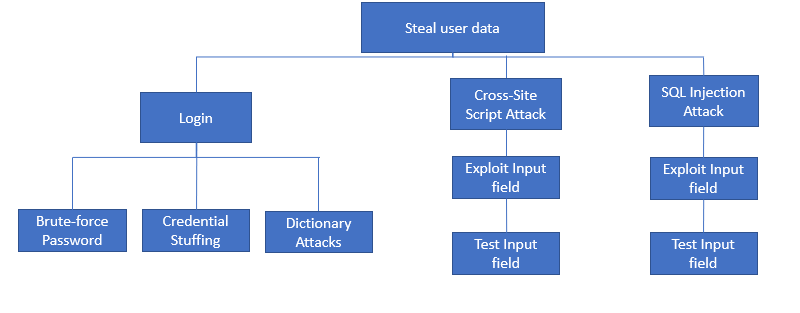 Steal user data
Login
Cross-Site
Script Attack
SQL Injection
Attack
Exploit Input
field
Exploit Input
field
Brute-force
Password
Credential
Stuffing
Dictionary
Attacks
Test Input
field
Test Input
field